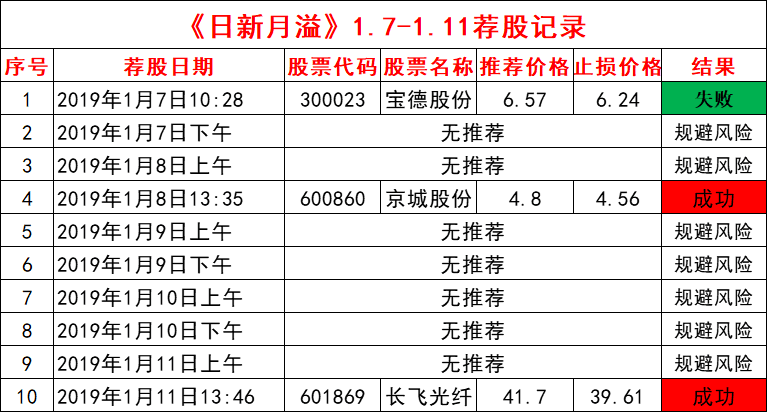 《日新月溢》1.7-1.11荐股记录
序号 荐股日期 股票代码 股票名称 推荐价格 止损价格 结果
1 2019年1月7日10:28 300023 宝德股份 6.57 6.24 失败
2 2019年1月7日下午 无推荐 规避风险
3 2019年1月8日上午 无推荐 规避风险
4 2019年1月8日13:35 600860 京城股份 4.8 4.56 成功
5 2019年1月9日上午 无推荐 规避风险
6 2019年1月9日下午 无推荐 规避风险
7 2019年1月10日上午 无推荐 规避风险
8 2019年1月10日下午 无推荐 规避风险
9 2019年1月11日上午 无推荐 规避风险
10 2019年1月11日13:46 601869 长飞光纤 41.7 39.61 成功